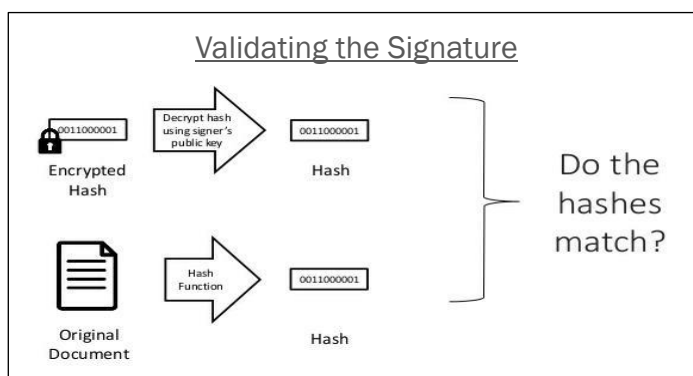 Validating the Signature
0011000001
Encrypted
Hash
Decrypt hash
using signer's
public key
0011000001
Hash
Original
Document
Hash
Function
0011000001
Hash
Do the
hashes
match?